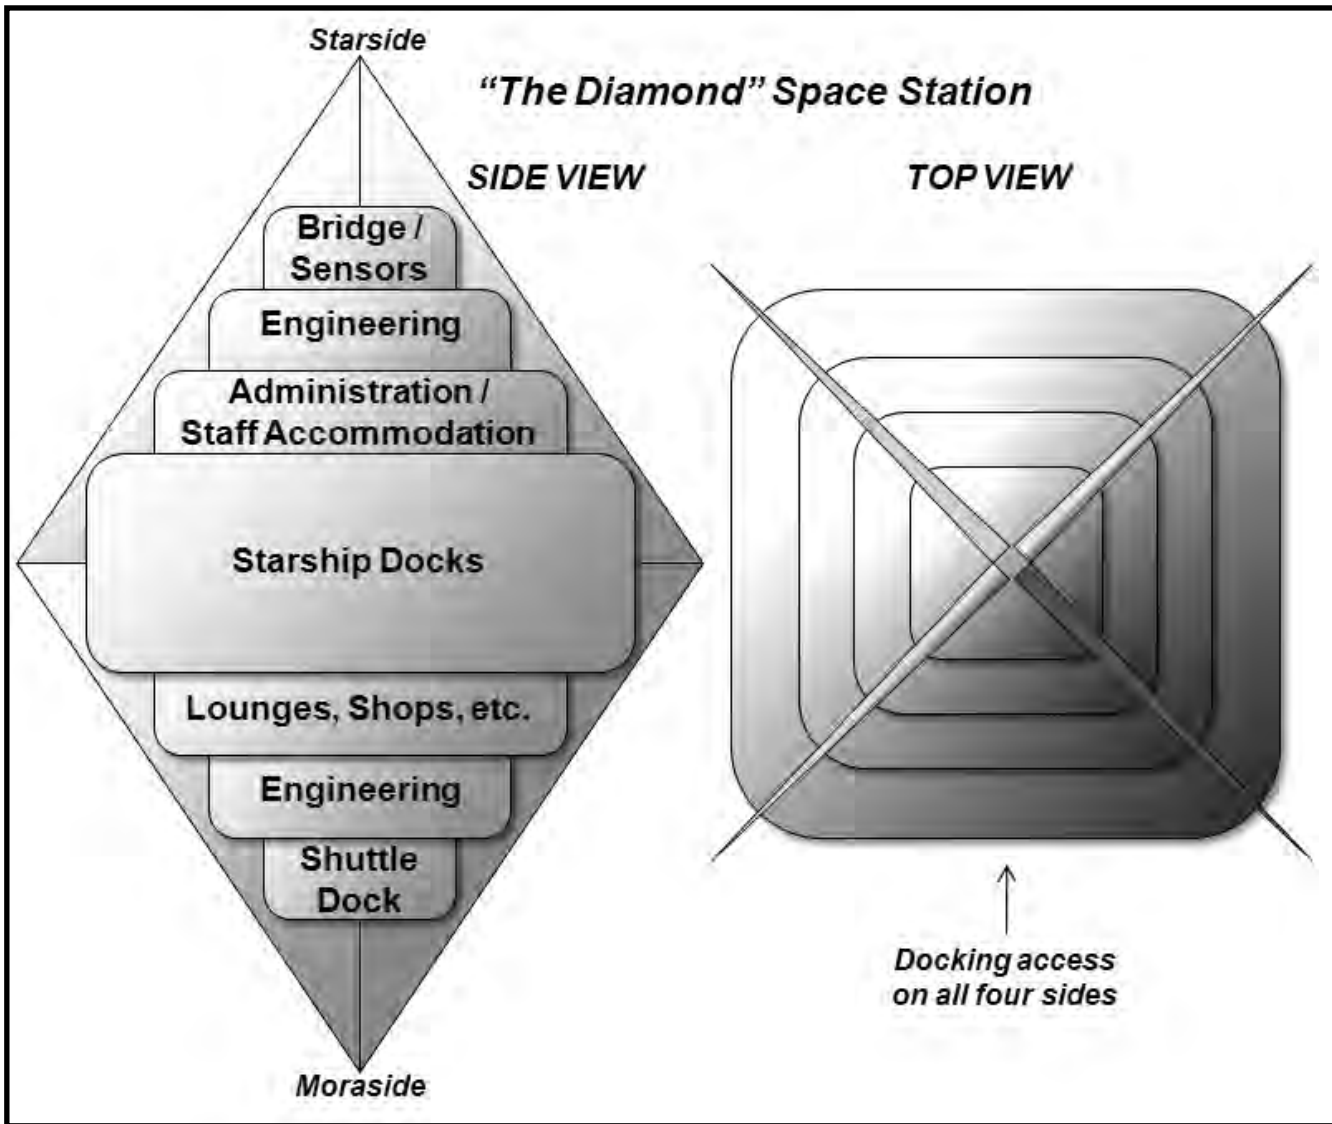 Starside
“The Diamond” Space Station
SIDE VIEW
TOP VIEW
Bridge /
Sensors
Engineering
Administration /
Staff Accommodation
Starship Docks
Lounges, Shops, etc.
Engineering
Shuttle
Dock
Moraside
Docking access
on all four sides